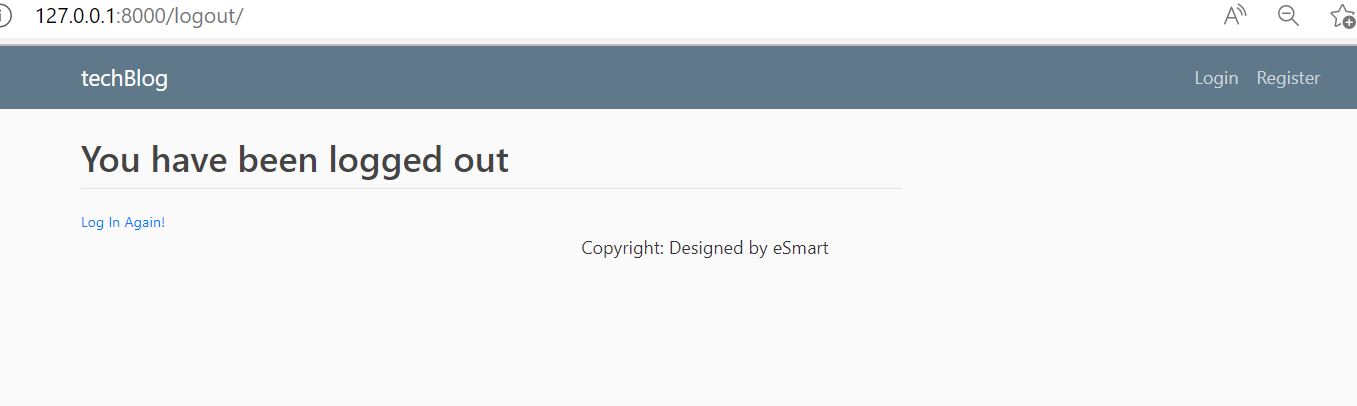 127.0.0.1:8000/logout/
techBlog Login Register
You have been logged out
Log In Again!
Copyright: Designed by eSmart